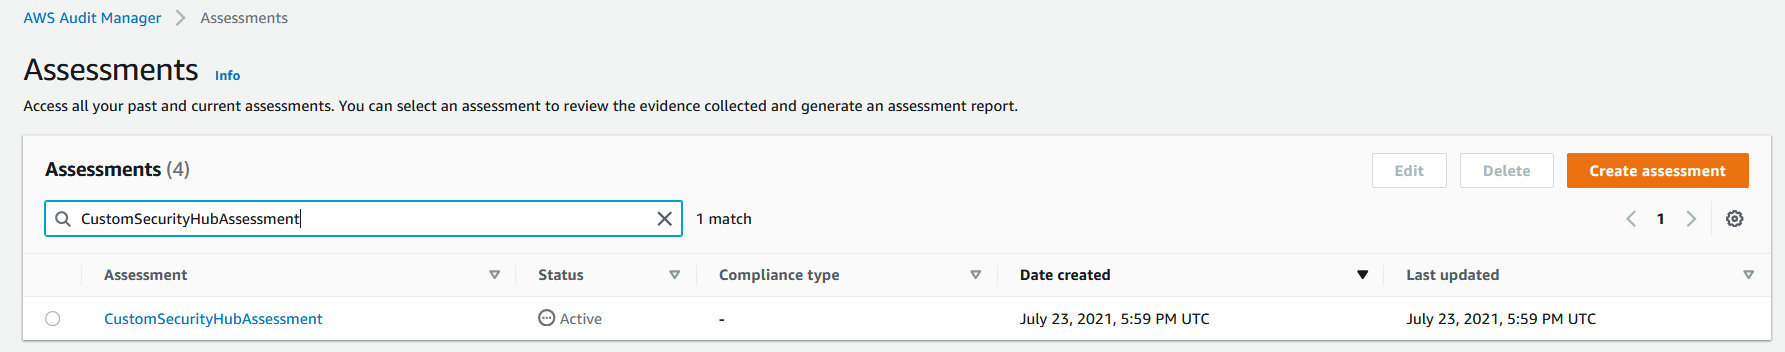 AWS Audit Manager > Assessments
Assessments Info
Access all your past and current assessments. You can select an assessment to review the evidence collected and generate an assessment report.
Assessments (4) Edit Delete Create assessment
CustomSecurityHubAssessment 1 match 1
Assessment Status Compliance type Date created Last updated
CustomSecurityHubAssessment Active - July 23, 2021, 5:59 PM UTC July 23, 2021, 5:59 PM UTC